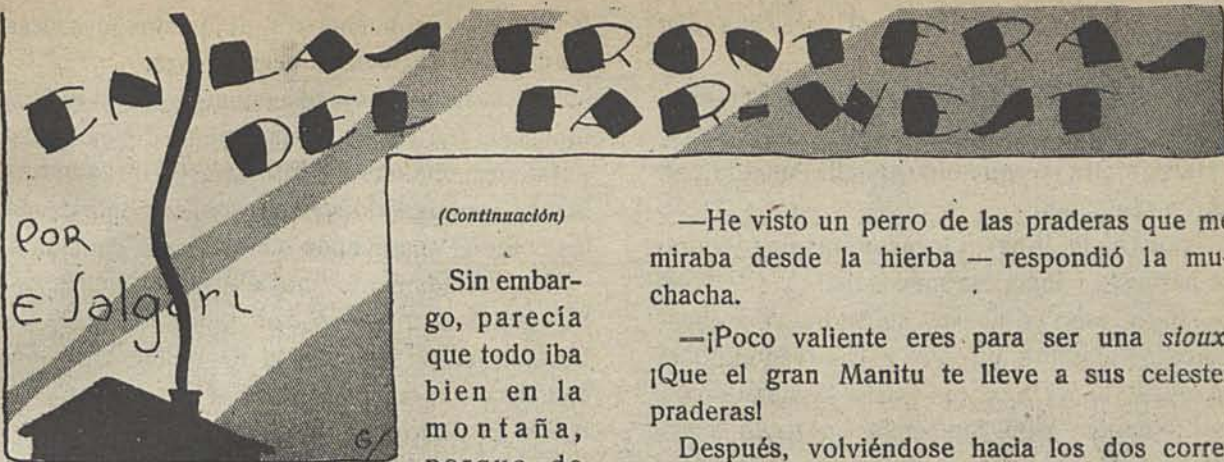 EN LAS FRONTERAS
DEL FAR-WEST
POR
E Salgari
G/
(Continuación)
Sin embar-
go, parecía
que todo iba
bien en la
montaña,
porque de
—He visto un perro de las praderas que me
miraba desde la hierba — respondió la mu-
chacha.
—¡Poco valiente eres para ser una sioux
¡Que el gran Manitu te lleve a sus celeste
praderas!
Después, volviéndose hacia los dos corre